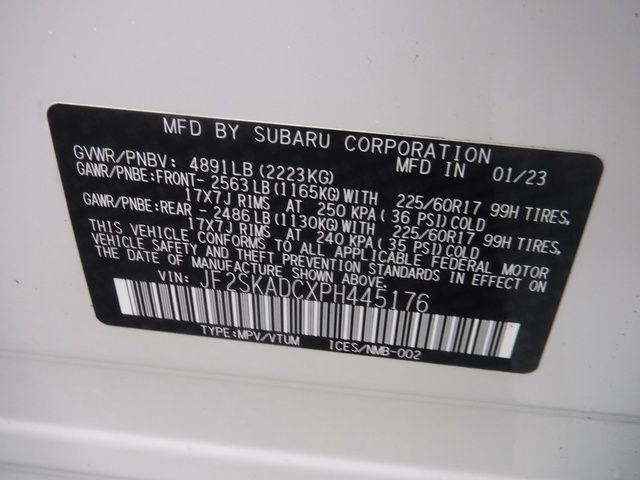 MFD BY SUBARU CORPORATION
GVWR/PNBV: 4891LB(2223KG) MFD IN 01/23
GAWR/PNBE:FRONT-2563LB(1165KG)WITH 225/60R17 99H TIRES,
17X7J RIMS AT 250 KPA(36 PSI)COLD
GAWR/PNBE:REAR -2486LB(1130KG)WITH 225/60R17 99H TIRES,
17X7J RIMS AT 240 KPA(35 PSI)COLD
THIS VEHICLE CONFORMS TO ALL APPLICABLE FEDERAL MOTOR
VEHICLE SAFETY AND THEFT PREVENTION STANDARDS IN EFFECT ON
THE DATE OF MANUFACTURE SHOWN ABOVE.
VIN: JF2SKADCXPH445176
TYPE:MPV/VTUM ICES/NMB-002